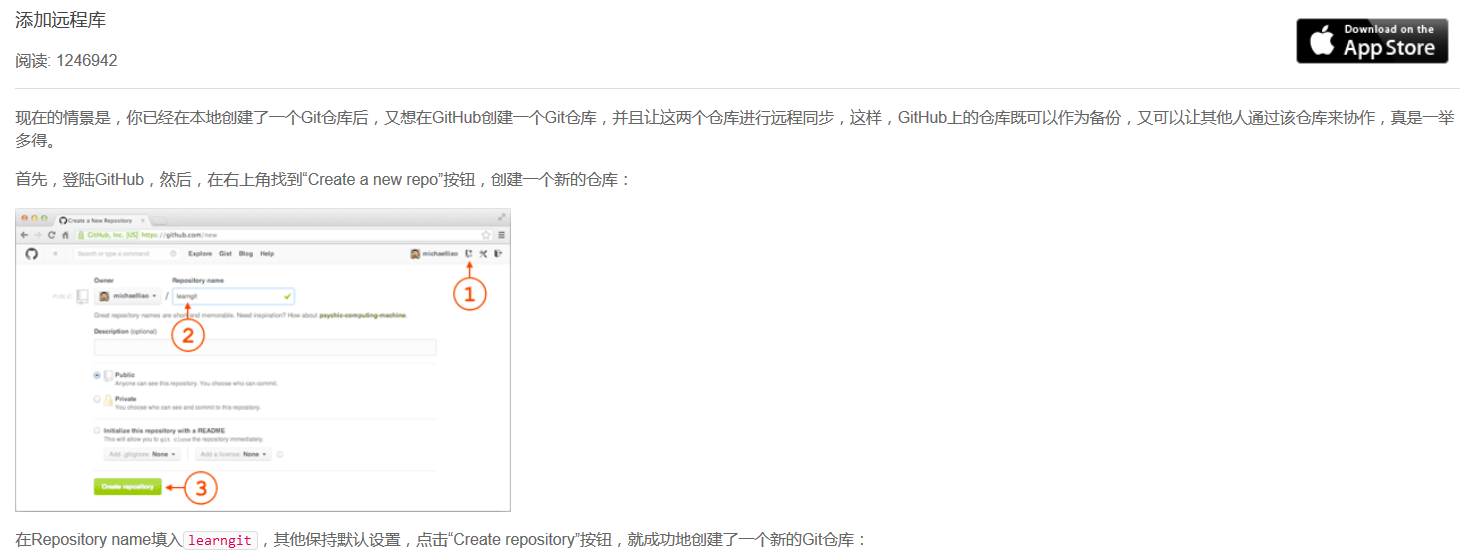 添加远程库
Download on the
App Store
阅读: 1246942
现在的情景是，你已经在本地创建了一个Git仓库后，又想在GitHub创建一个Git仓库，并且让这两个仓库进行远程同步，这样，GitHub上的仓库既可以作为备份，又可以让其他人通过该仓库来协作，真是一举
多得。
首先，登陆GitHub，然后，在右上角找到“Create a new repo”按钮，创建一个新的仓库：
Create a New Repository
GitHub, Inc. [US] https://github.com/new
Search or type a command
Explore Gist Blog Help
michaelliao
1
Owner
Repository name
PUBLIC
michaelliao / learngit
Great repository names are short and memorable. Need inspiration? How about psychic-computing-machine.
2
Description (optional)
Public
Anyone can see this repository. You choose who can commit.
Private
You choose who can see and commit to this repository.
Initialize this repository with a README
This will allow you to git clone the repository immediately.
Add .gitignore: None
Add a license: None
Create repository
3
在Repository name填入learngit，其他保持默认设置，点击“Create repository”按钮，就成功地创建了一个新的Git仓库：